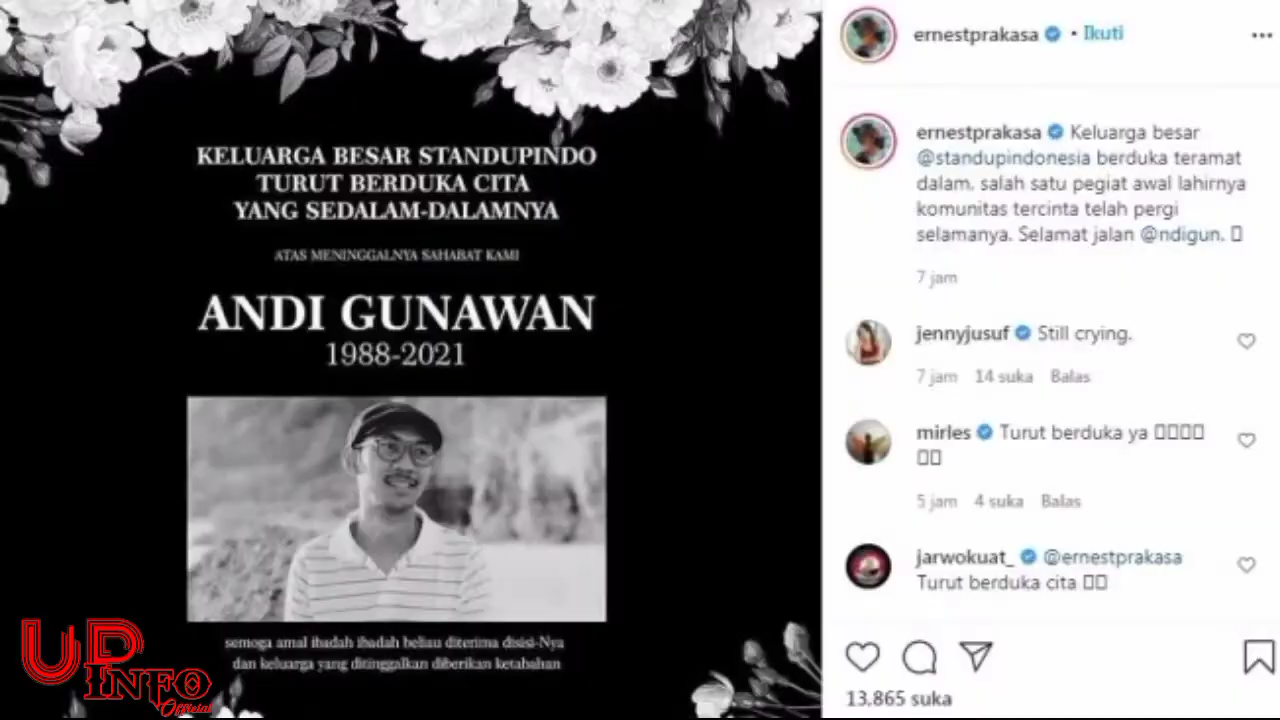 KELUARGA BESAR STANDUPINDO
TURUT BERDUKA CITA
YANG SEDALAM-DALAMNYA
ATAS MENINGGALNYA SAHABAT KAMI
ANDI GUNAWAN
1988-2021
semoga amal ibadah ibadah beliau diterima disisi-Nya
dan keluarga yang ditinggalkan diberikan ketabahan
UP INFO
Official
ernestprakasa • Ikuti
ernestprakasa Keluarga besar
@standupindonesia berduka teramat
dalam, salah satu pegiat awal lahirnya
komunitas tercinta telah pergi
selamanya. Selamat jalan @ndigun.
7 jam
jennyjusuf Still crying.
7 jam 14 suka Balas
mirles Turut berduka ya
5 jam 4 suka Balas
jarwokuat_ @ernestprakasa
Turut berduka cita
13,865 suka